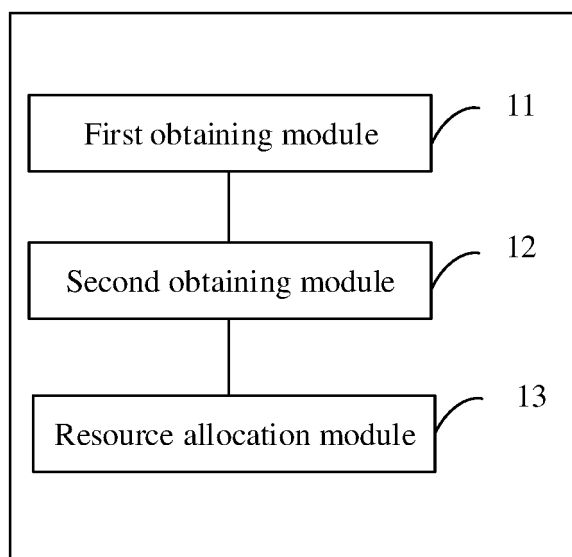 First obtaining module
11
Second obtaining module
12
Resource allocation module
13